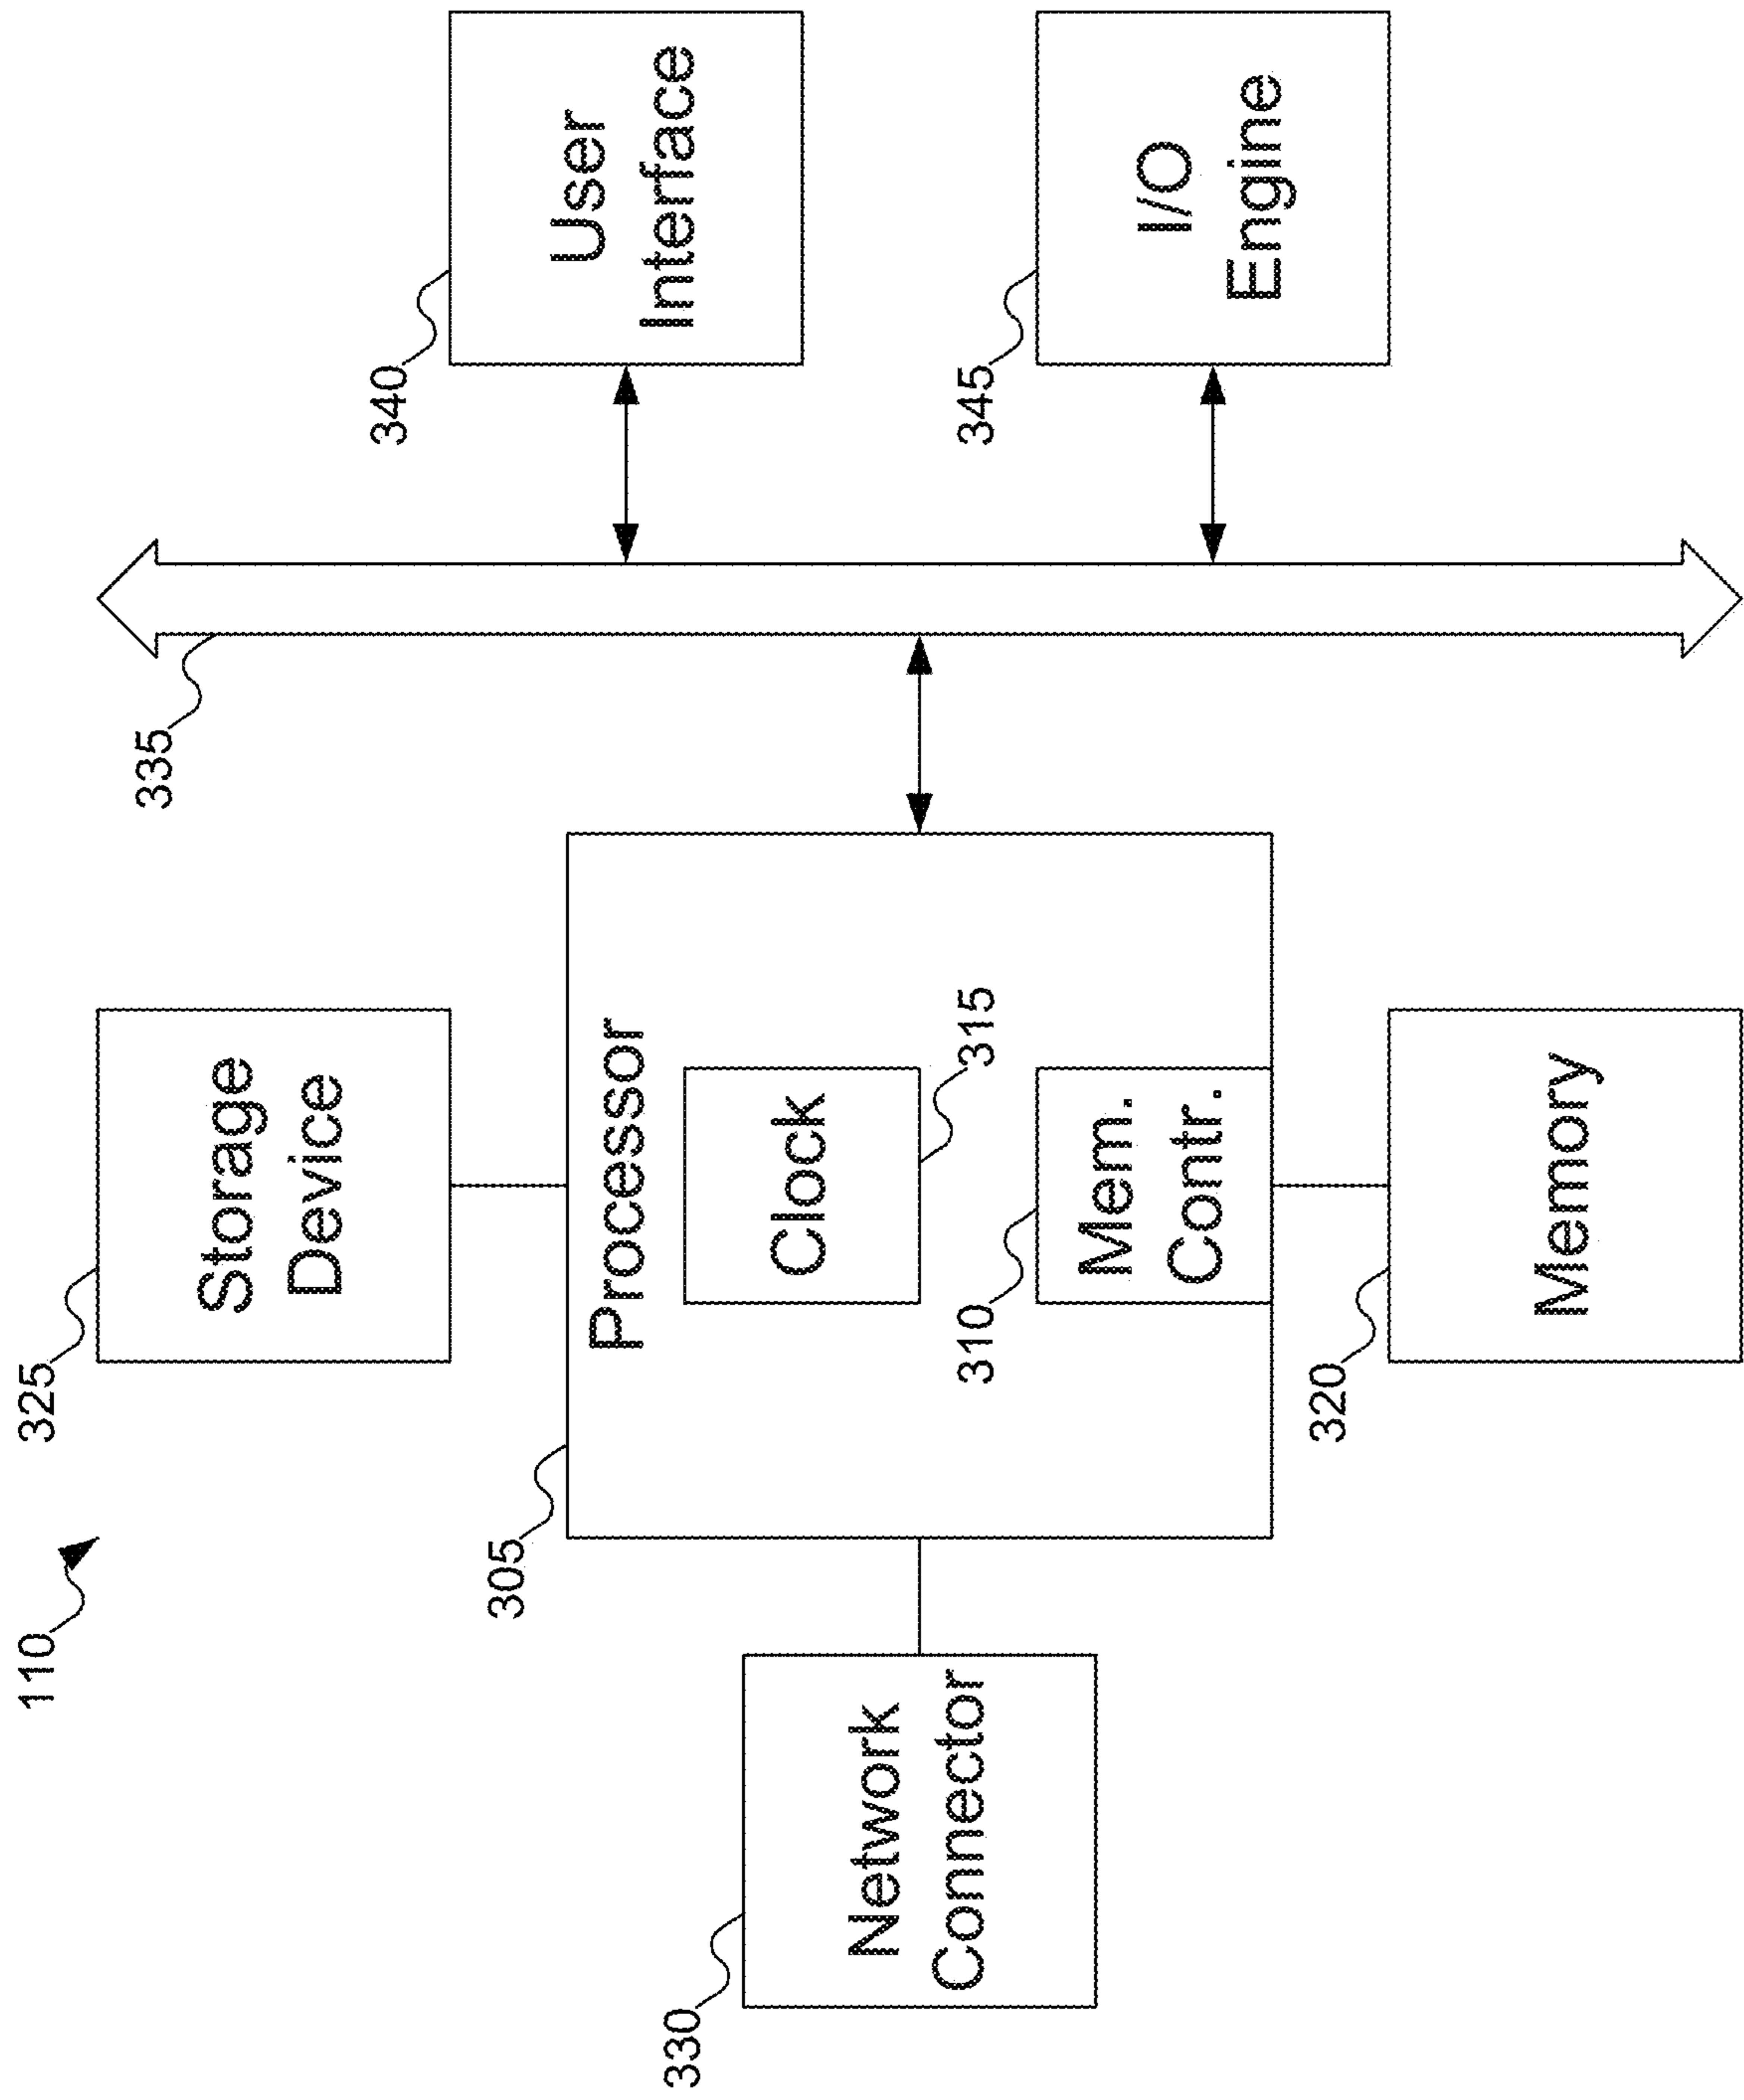 110
325
Storage
Device
335
340
User
Interface
305
Processor
Clock
315
330
Network
Connector
310
Mem.
Contr.
345
I/O
Engine
320
Memory